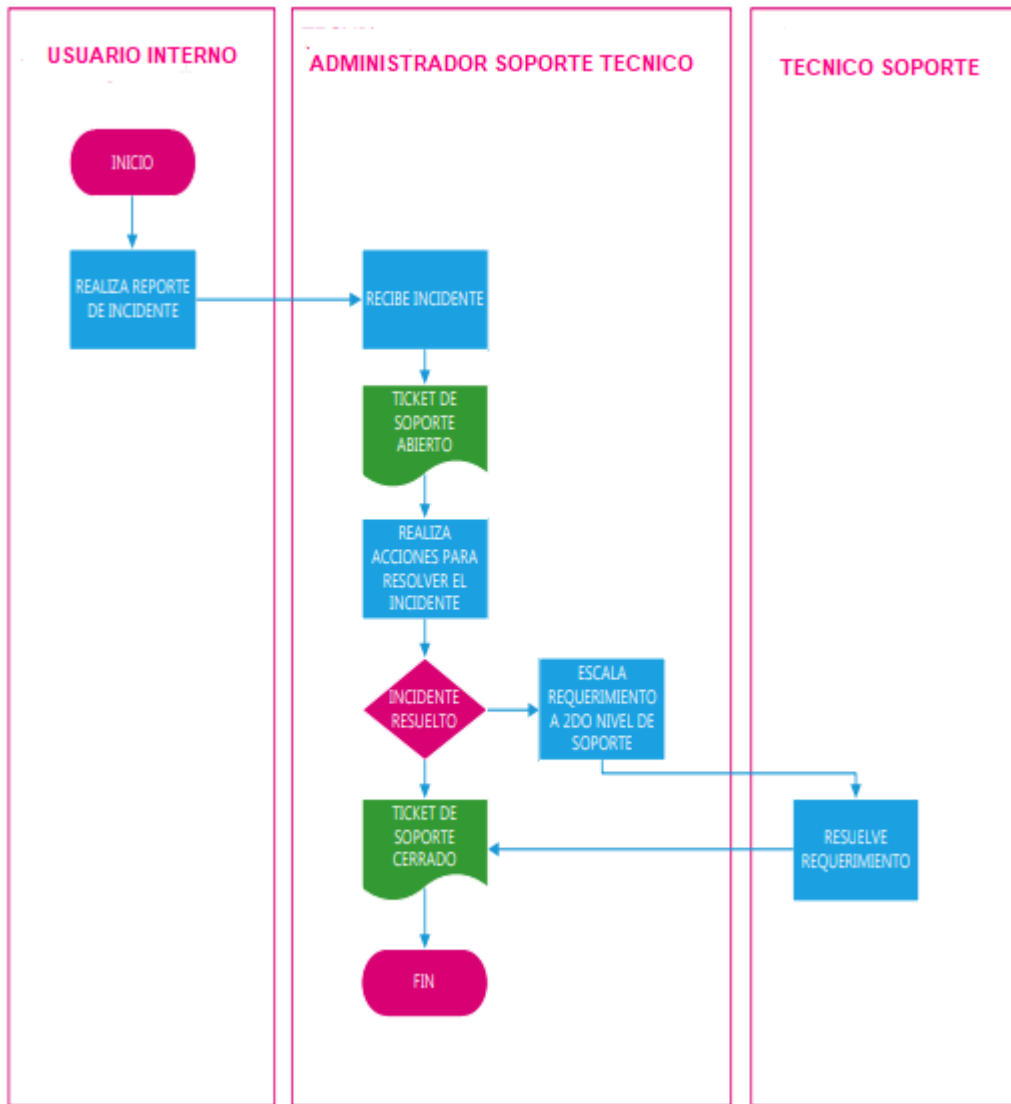 USUARIO INTERNO
ADMINISTRADOR SOPORTE TECNICO
TECNICO SOPORTE
INICIO
REALIZA REPORTE
DE INCIDENTE
RECIBE INCIDENTE
TICKET DE
SOPORTE
ABIERTO
REALIZA
ACCIONES PARA
RESOLVER EL
INCIDENTE
INCIDENTE
RESUELTO
ESCALA
REQUERIMIENTO
A 2DO NIVEL DE
SOPORTE
TICKET DE
SOPORTE
CERRADO
RESUELVE
REQUERIMIENTO
FIN